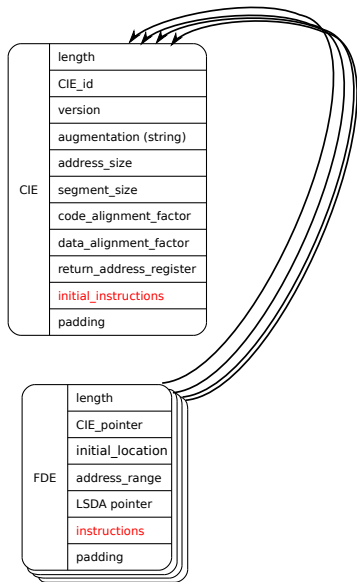 CIE
length
CIE_id
version
augmentation (string)
address_size
segment_size
code_alignment_factor
data_alignment_factor
return_address_register
initial_instructions
padding
FDE
length
CIE_pointer
initial_location
address_range
LSDA pointer
instructions
padding